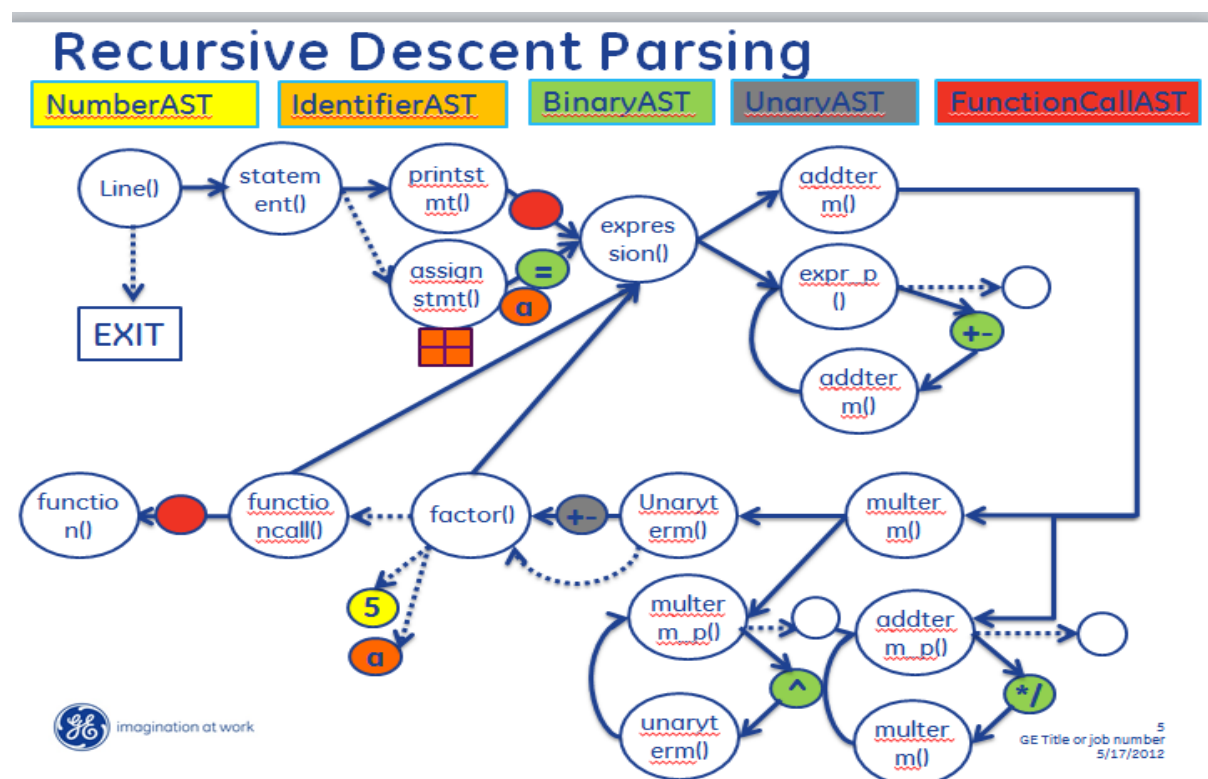 Recursive Descent Parsing
NumberAST
IdentifierAST
BinaryAST
UnaryAST
FunctionCallAST
Line()
statem
ent()
printst
mt()
assign
stmt()
=
a
expres
sion()
addter
m()
expr_p
()
+-
addter
m()
EXIT
functio
n()
functio
ncall()
factor()
+-
Unaryt
erm()
multer
m()
5
a
multer
m_p()
^
unaryt
erm()
addter
m_p()
*/
multer
m()
GE imagination at work
5
GE Title or job number
5/17/2012